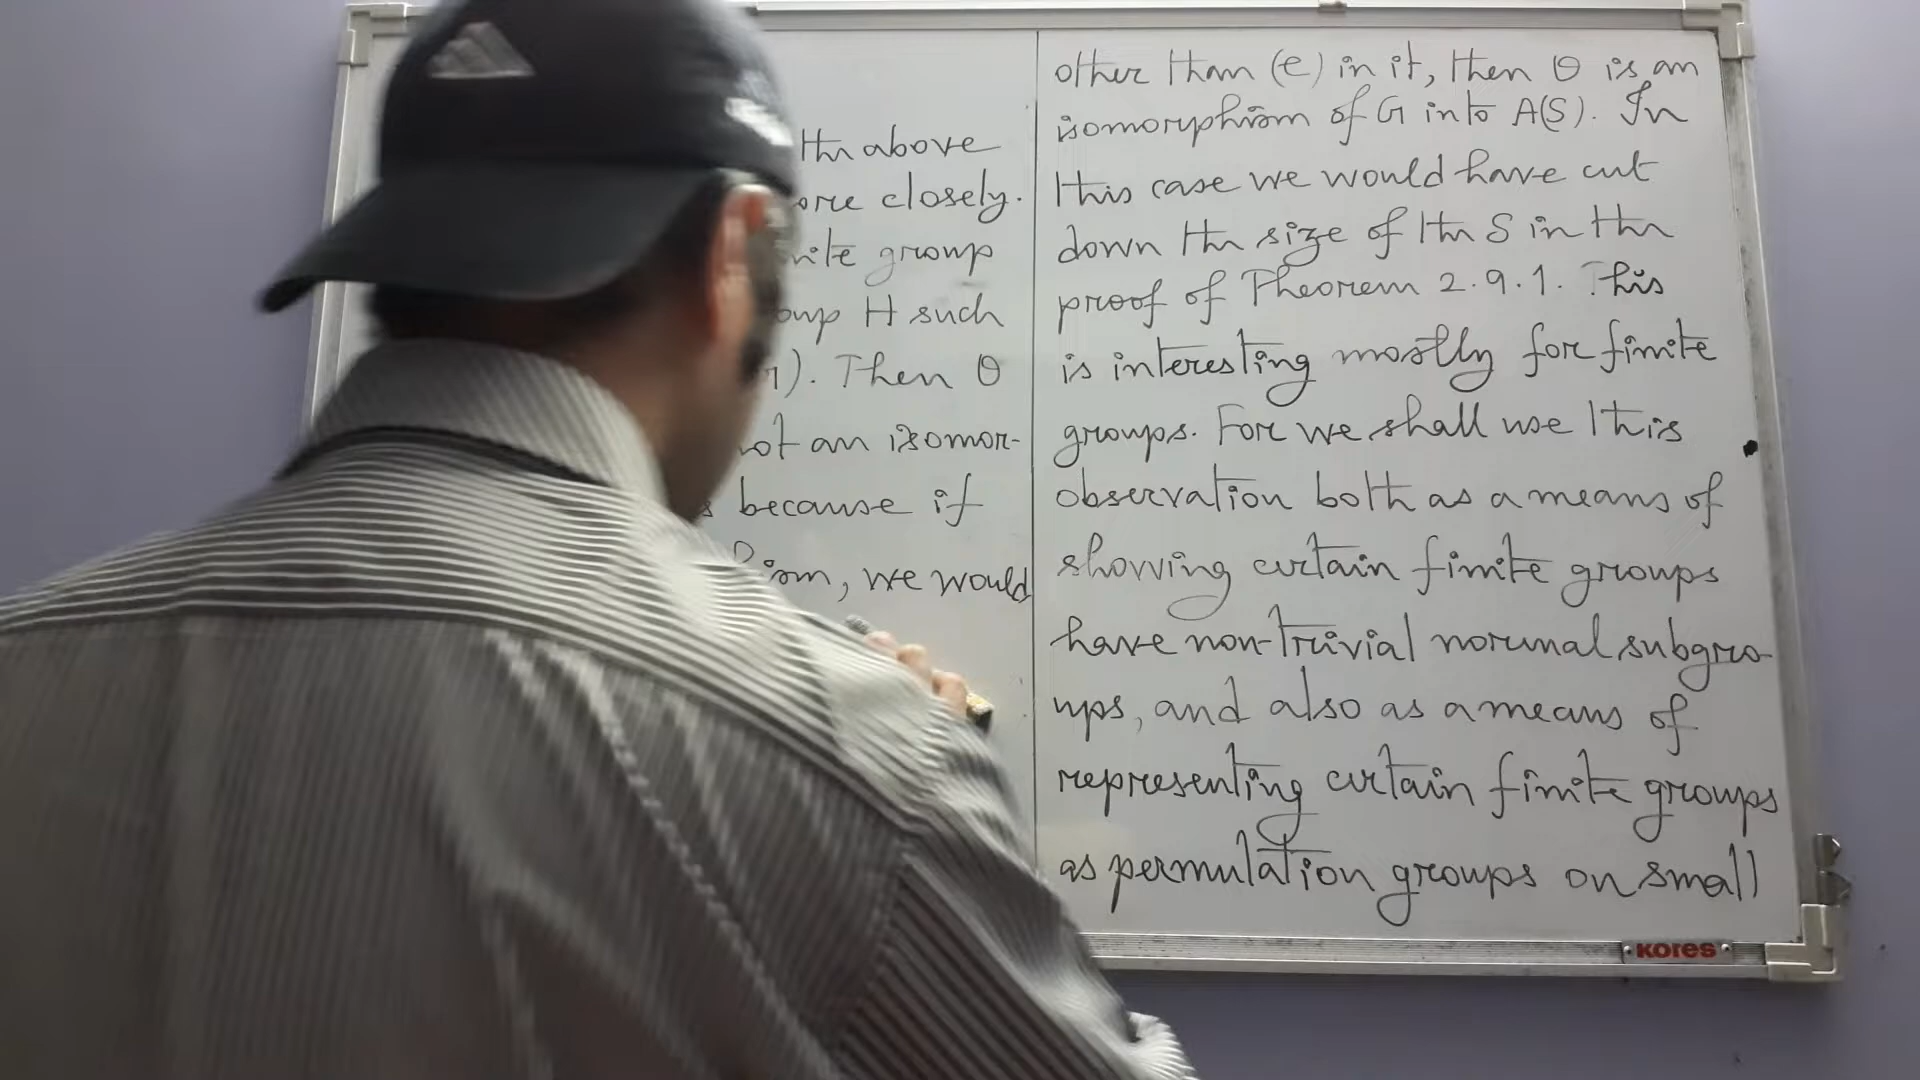 the above
ore closely.
nite group
oup H such
). Then θ
not an isomor-
because if
ism, we would
other than (e) in it, then θ is an
isomorphism of G into A(S). In
this case we would have cut
down the size of the S in the
proof of Theorem 2.9.1. This
is interesting mostly for finite
groups. For we shall use this
observation both as a means of
showing certain finite groups
have non-trivial normal subgro-
ups, and also as a means of
representing certain finite groups
as permutation groups on small
KORES